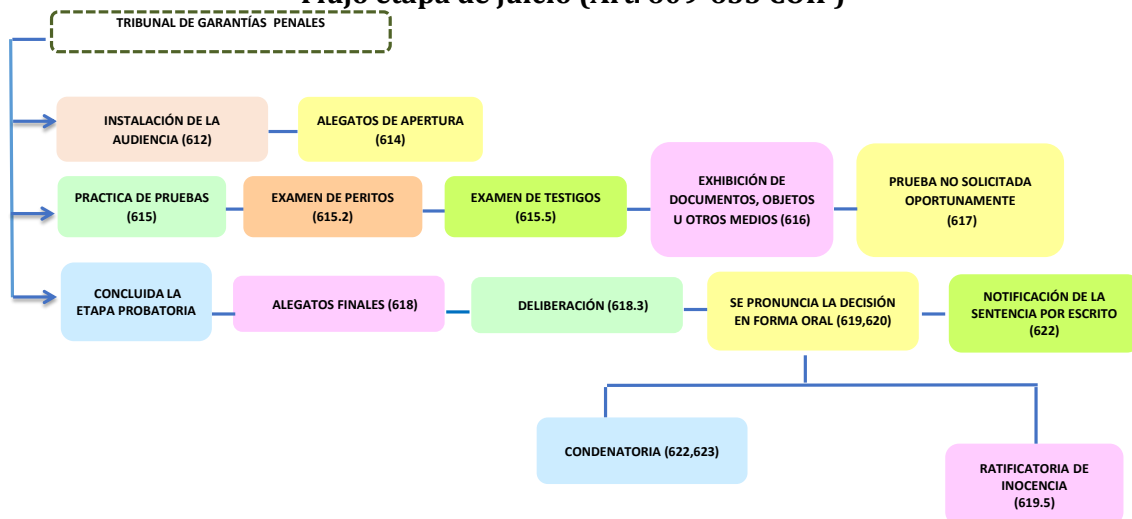 TRIBUNAL DE GARANTÍAS PENALES
INSTALACIÓN DE LA
AUDIENCIA (612)
ALEGATOS DE APERTURA
(614)
PRACTICA DE PRUEBAS
(615)
EXAMEN DE PERITOS
(615.2)
EXAMEN DE TESTIGOS
(615.5)
EXHIBICIÓN DE
DOCUMENTOS, OBJETOS
U OTROS MEDIOS (616)
PRUEBA NO SOLICITADA
OPORTUNAMENTE
(617)
CONCLUIDA LA
ETAPA PROBATORIA
ALEGATOS FINALES (618)
DELIBERACIÓN (618.3)
SE PRONUNCIA LA DECISIÓN
EN FORMA ORAL (619,620)
NOTIFICACIÓN DE LA
SENTENCIA POR ESCRITO
(622)
CONDENATORIA (622,623)
RATIFICATORIA DE
INOCENCIA
(619.5)